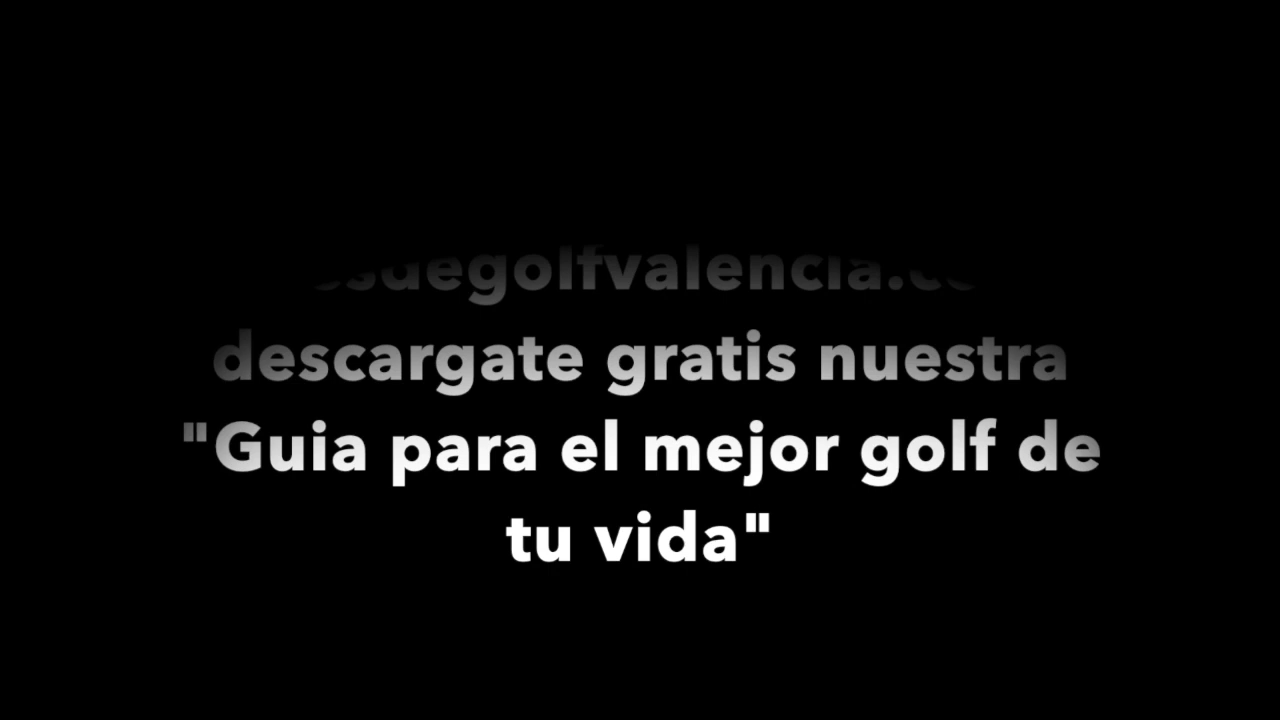 descargate gratis nuestra
"Guia para el mejor golf de
tu vida"